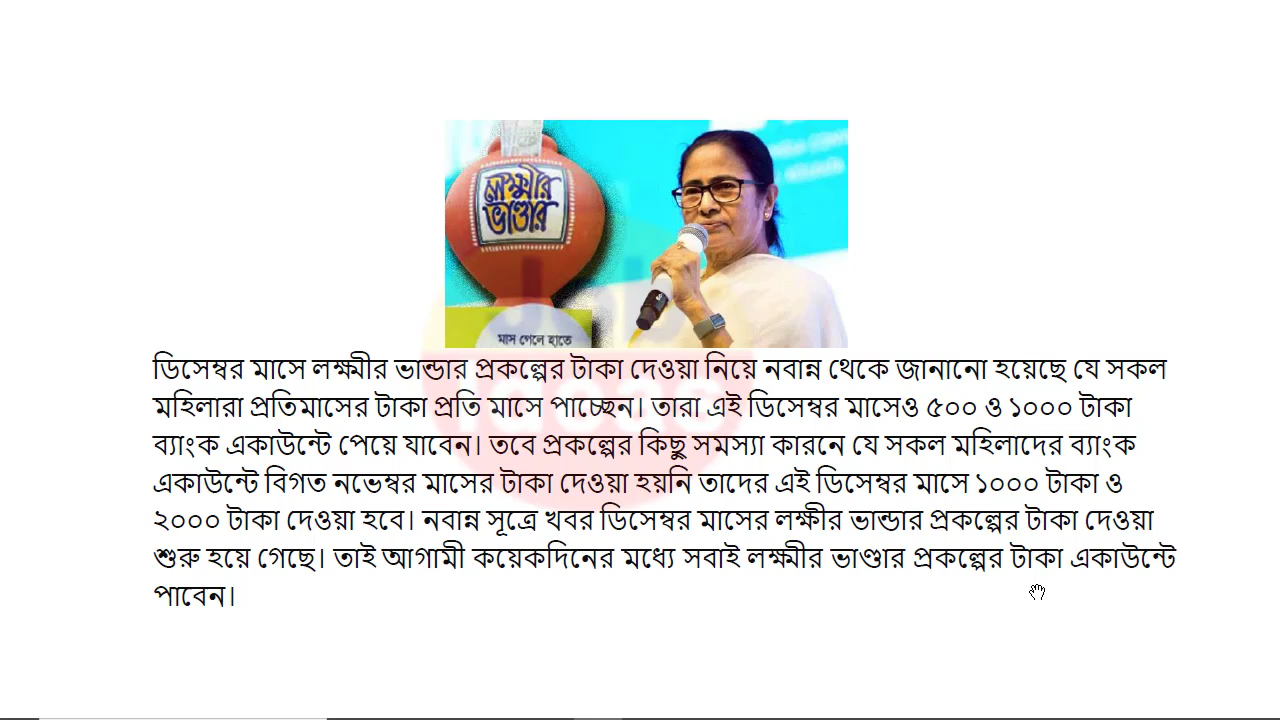 লক্ষ্মীর
ভাণ্ডার
মাস গেলে হাতে
ডিসেম্বর মাসে লক্ষ্মীর ভান্ডার প্রকল্পের টাকা দেওয়া নিয়ে নবান্ন থেকে জানানো হয়েছে যে সকল
মহিলারা প্রতিমাসের টাকা প্রতি মাসে পাচ্ছেন। তারা এই ডিসেম্বর মাসেও ৫০০ ও ১০০০ টাকা
ব্যাংক একাউন্টে পেয়ে যাবেন। তবে প্রকল্পের কিছু সমস্যা কারনে যে সকল মহিলাদের ব্যাংক
একাউন্টে বিগত নভেম্বর মাসের টাকা দেওয়া হয়নি তাদের এই ডিসেম্বর মাসে ১০০০ টাকা ও
২০০০ টাকা দেওয়া হবে। নবান্ন সূত্রে খবর ডিসেম্বর মাসের লক্ষীর ভান্ডার প্রকল্পের টাকা দেওয়া
শুরু হয়ে গেছে। তাই আগামী কয়েকদিনের মধ্যে সবাই লক্ষ্মীর ভাণ্ডার প্রকল্পের টাকা একাউন্টে
পাবেন।